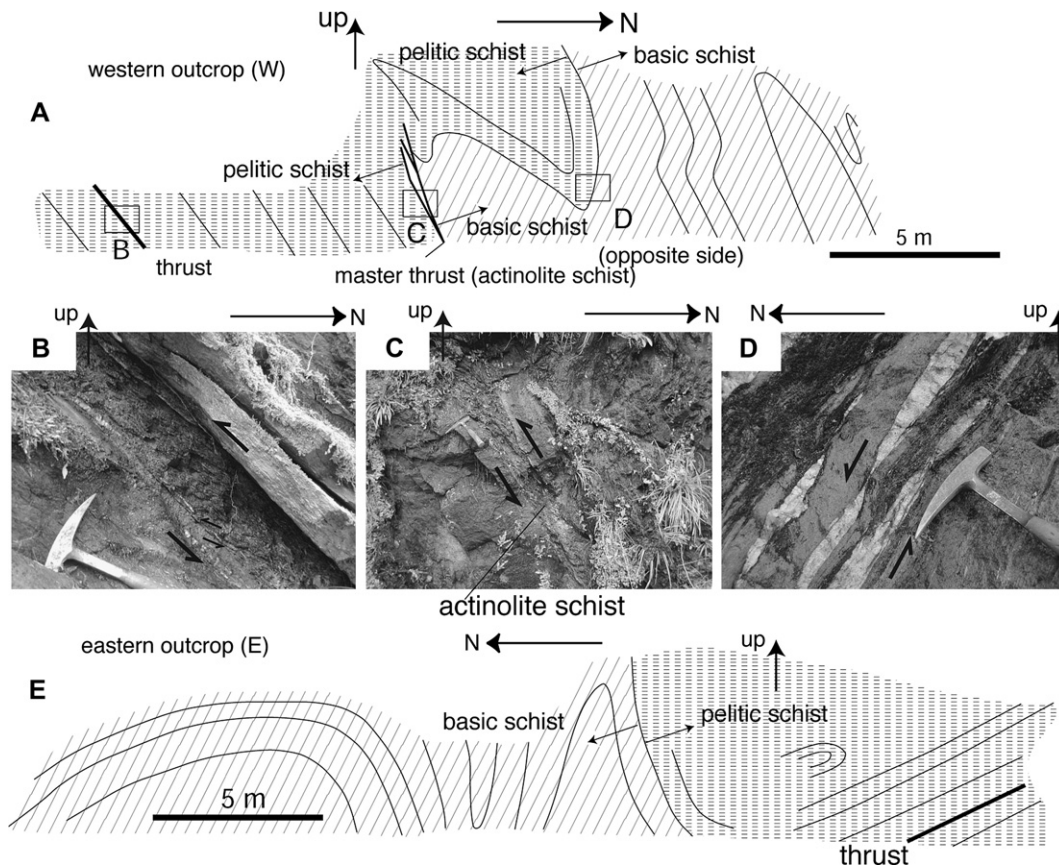 up
N
western outcrop (W)
pelitic schist
basic schist
A
pelitic schist
B
C
D
basic schist
thrust
master thrust (actinolite schist)
(opposite side)
5 m
up
N
B
up
N
C
N
up
D
actinolite schist
eastern outcrop (E)
N
up
E
basic schist
pelitic schist
5 m
thrust